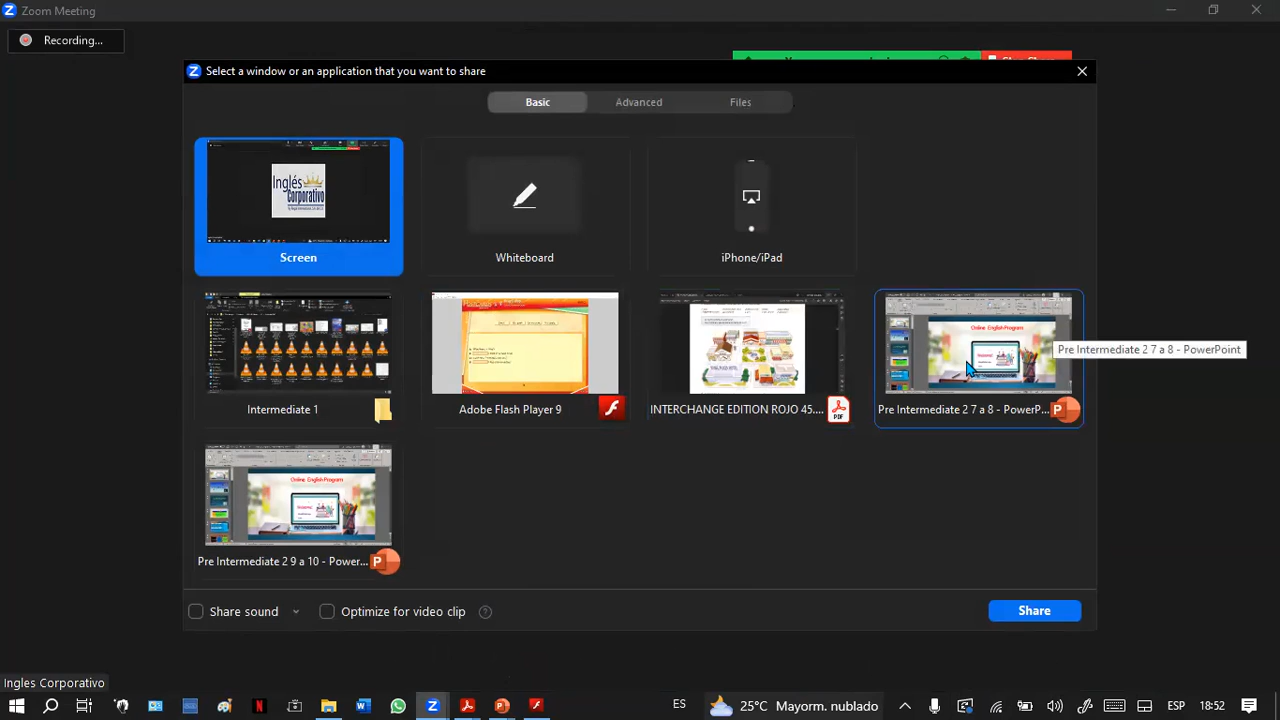 Zoom Meeting
Recording...
Select a window or an application that you want to share
Basic
Advanced
Files
Inglés
Corporativo
Screen
Whiteboard
iPhone/iPad
Intermediate 1
Adobe Flash Player 9
INTERCHANGE EDITION ROJO 45....
Online English Program
Pre Intermediate 2 7 a 8 - PowerP...
Pre Intermediate 2 7 a 8 - PowerPoint
Online English Program
Pre Intermediate 2 9 a 10 - Power...
Share sound
Optimize for video clip
Share
Ingles Corporativo
ES
25°C Mayorm. nublado
ESP
18:52